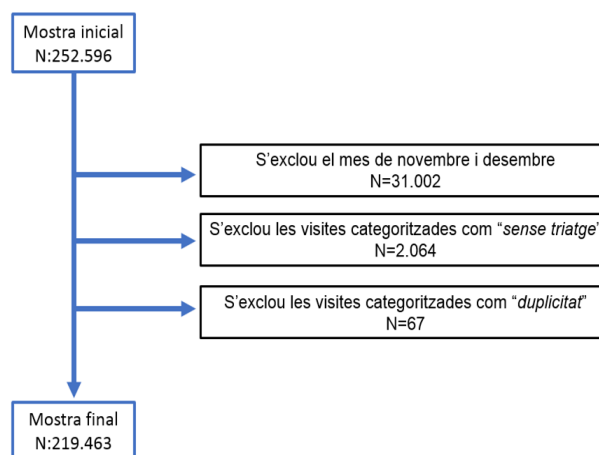 Mostra inicial
N:252.596
S’exclou el mes de novembre i desembre
N=31.002
S’exclou les visites categoritzades com “sense triatge”
N=2.064
S’exclou les visites categoritzades com “duplicitat”
N=67
Mostra final
N:219.463